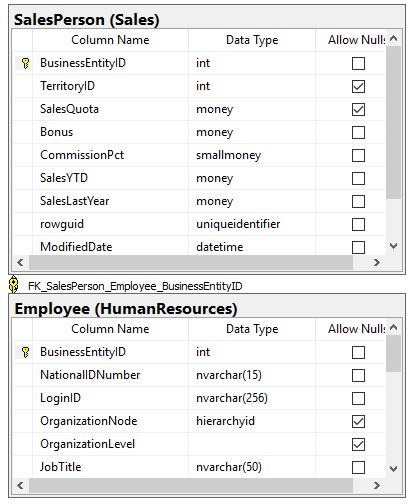 SalesPerson (Sales)
Column Name Data Type Allow Nulls
BusinessEntityID int
TerritoryID int
SalesQuota money
Bonus money
CommissionPct smallmoney
SalesYTD money
SalesLastYear money
rowguid uniqueidentifier
ModifiedDate datetime
FK_SalesPerson_Employee_BusinessEntityID
Employee (HumanResources)
Column Name Data Type Allow Nulls
BusinessEntityID int
NationalIDNumber nvarchar(15)
LoginID nvarchar(256)
OrganizationNode hierarchyid
OrganizationLevel
JobTitle nvarchar(50)